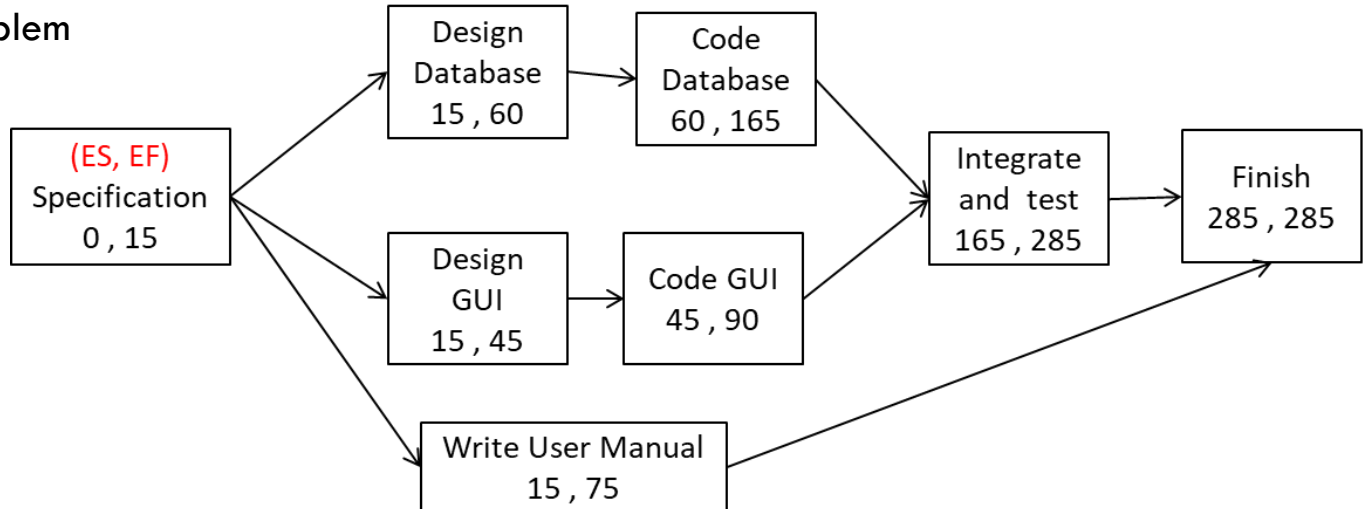 Design
Database
15 , 60
Code
Database
60 , 165
(ES, EF)
Specification
0 , 15
Integrate
and test
165 , 285
Finish
285 , 285
Design
GUI
15 , 45
Code GUI
45 , 90
Write User Manual
15 , 75